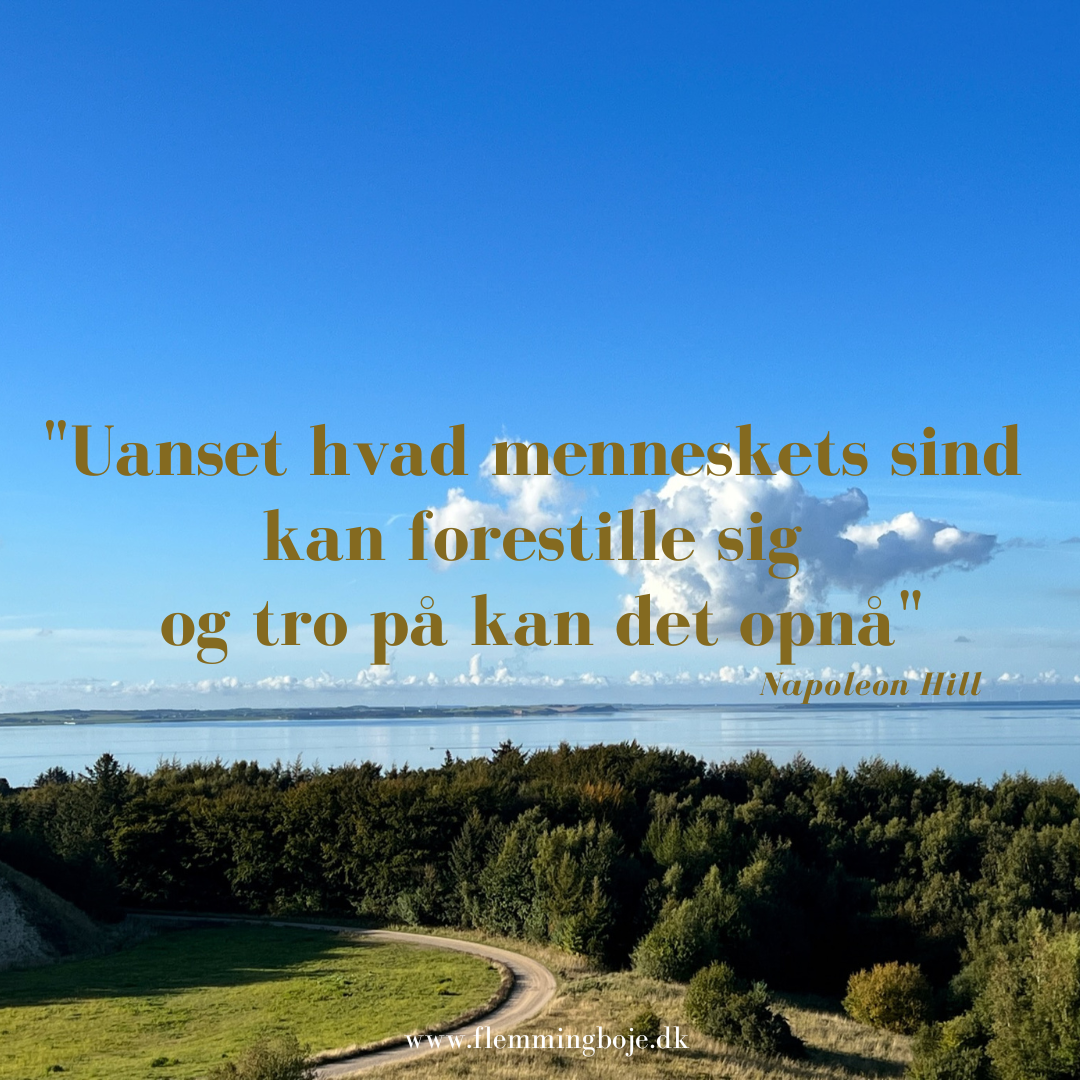 "Uanset hvad menneskets sind
kan forestille sig
og tro på kan det opnå"
Napoleon Hill
www.flemmingboje.dk